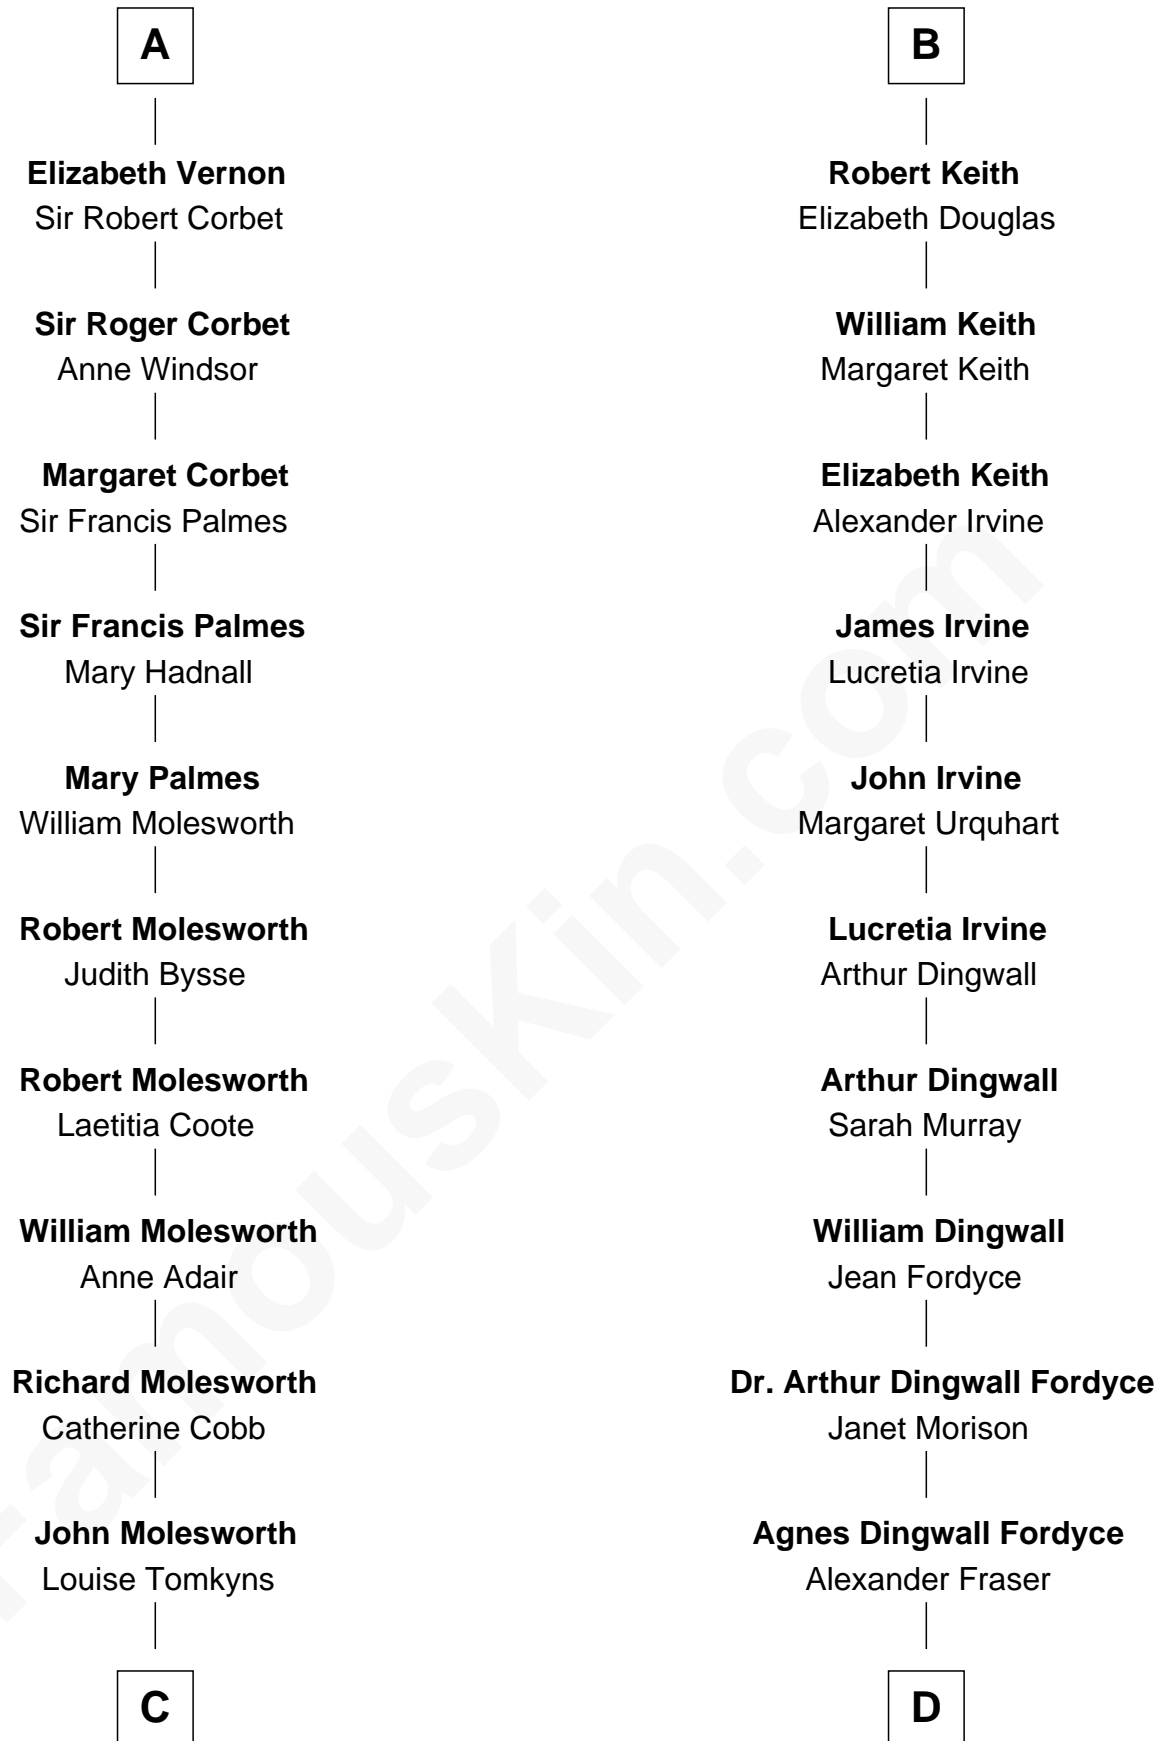 A
Elizabeth Vernon
Sir Robert Corbet
Sir Roger Corbet
Anne Windsor
Margaret Corbet
Sir Francis Palmes
Sir Francis Palmes
Mary Hadnall
Mary Palmes
William Molesworth
Robert Molesworth
Judith Bysse
Robert Molesworth
Laetitia Coote
William Molesworth
Anne Adair
Richard Molesworth
Catherine Cobb
John Molesworth
Louise Tomkyns
C
B
Robert Keith
Elizabeth Douglas
William Keith
Margaret Keith
Elizabeth Keith
Alexander Irvine
James Irvine
Lucretia Irvine
John Irvine
Margaret Urquhart
Lucretia Irvine
Arthur Dingwall
Arthur Dingwall
Sarah Murray
William Dingwall
Jean Fordyce
Dr. Arthur Dingwall Fordyce
Janet Morison
Agnes Dingwall Fordyce
Alexander Fraser
D
FamousKin.com